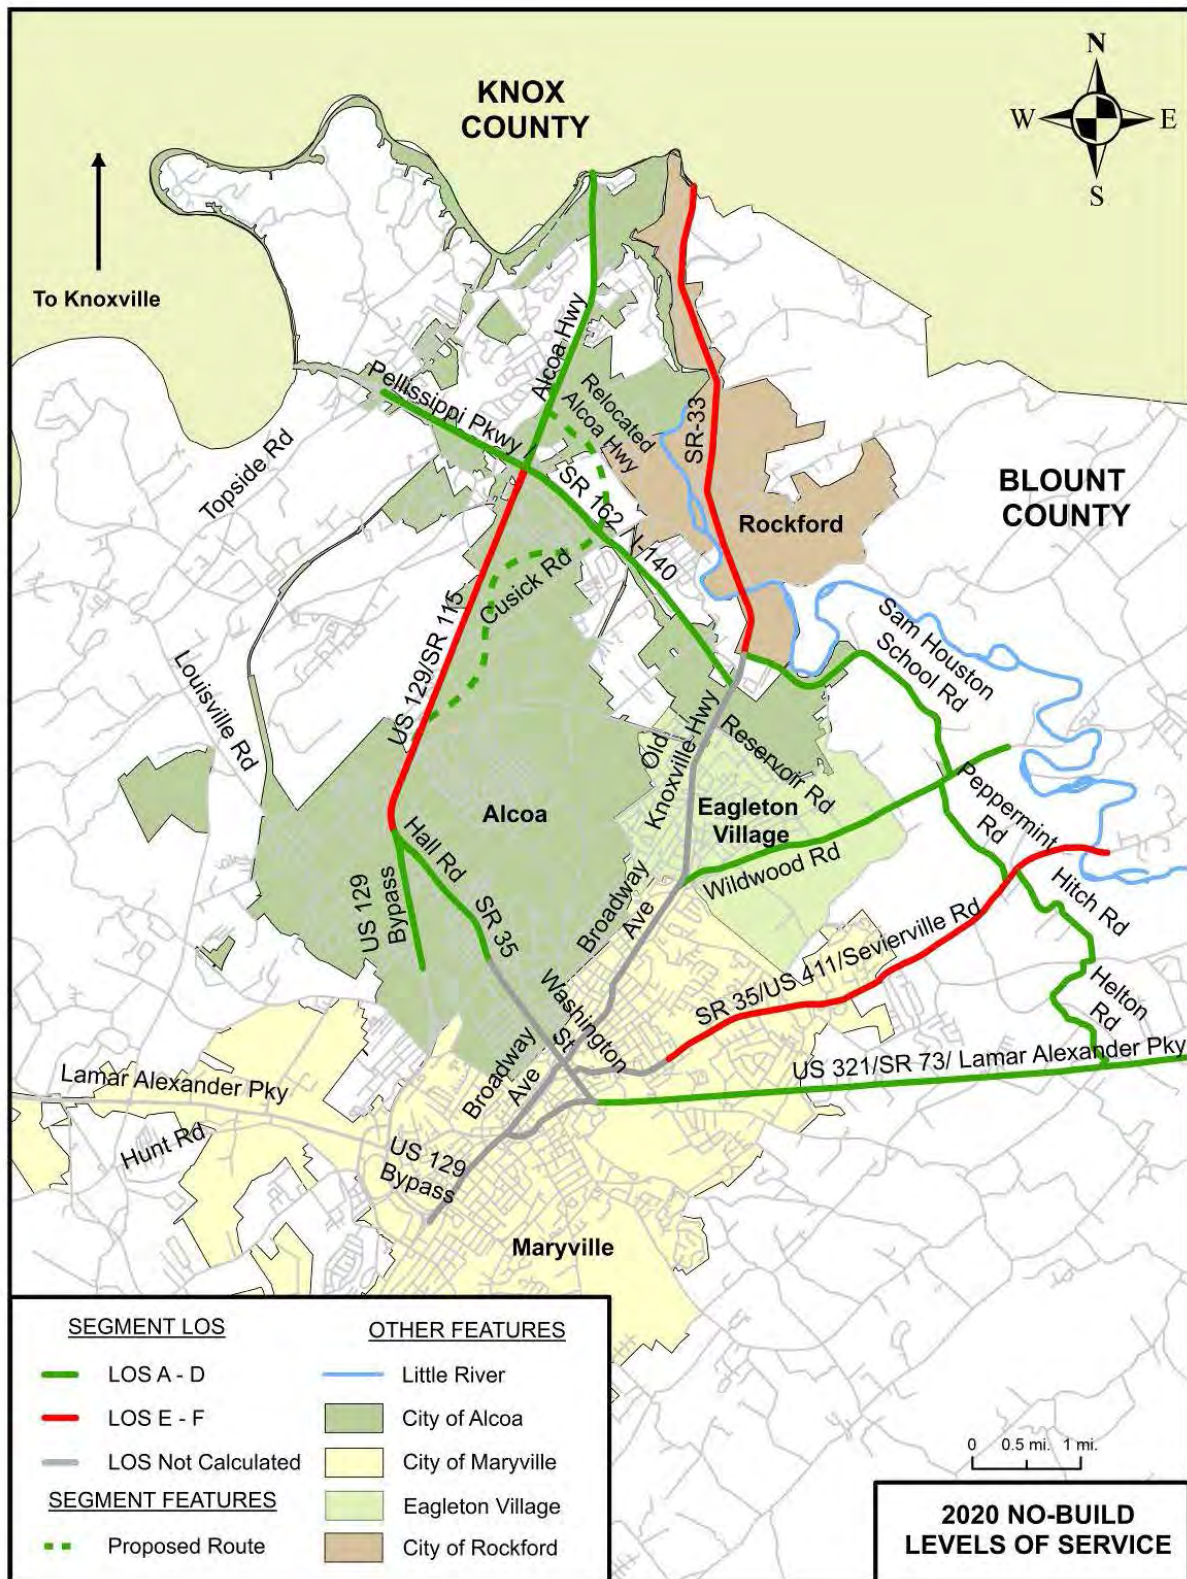 KNOX
COUNTY
N
W
E
S
To Knoxville
Alcoa Hwy
Pellissippi Pkwy
Relocated
Alcoa Hwy
SR-33
Topside Rd
SR 162 / I-140
BLOUNT
COUNTY
Rockford
Cusick Rd
US 129/SR 115
Sam Houston
School Rd
Louisville Rd
Old
Knoxville Hwy
Reservoir Rd
Alcoa
Eagleton
Village
Peppermint
Rd
Hall Rd
Wildwood Rd
Hitch Rd
US 129
Bypass
SR 35
Broadway
Ave
SR 35/US 411/Sevierville Rd
Helton
Rd
Washington
St
Broadway
Ave
US 321/SR 73/ Lamar Alexander Pky
Lamar Alexander Pky
Hunt Rd
US 129
Bypass
Maryville
SEGMENT LOS
LOS A - D
LOS E - F
LOS Not Calculated
SEGMENT FEATURES
Proposed Route
OTHER FEATURES
Little River
City of Alcoa
City of Maryville
Eagleton Village
City of Rockford
0 0.5 mi. 1 mi.
2020 NO-BUILD
LEVELS OF SERVICE